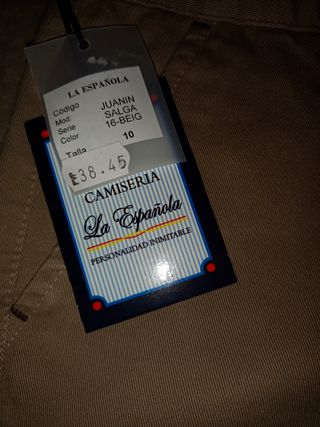 LA ESPAÑOLA
Código
Mod: JUANIN
Serie SALGA
Color 16-BEIG
Talla 10
£38.45
CAMISERIA
La Española
PERSONALIDAD INIMITABLE